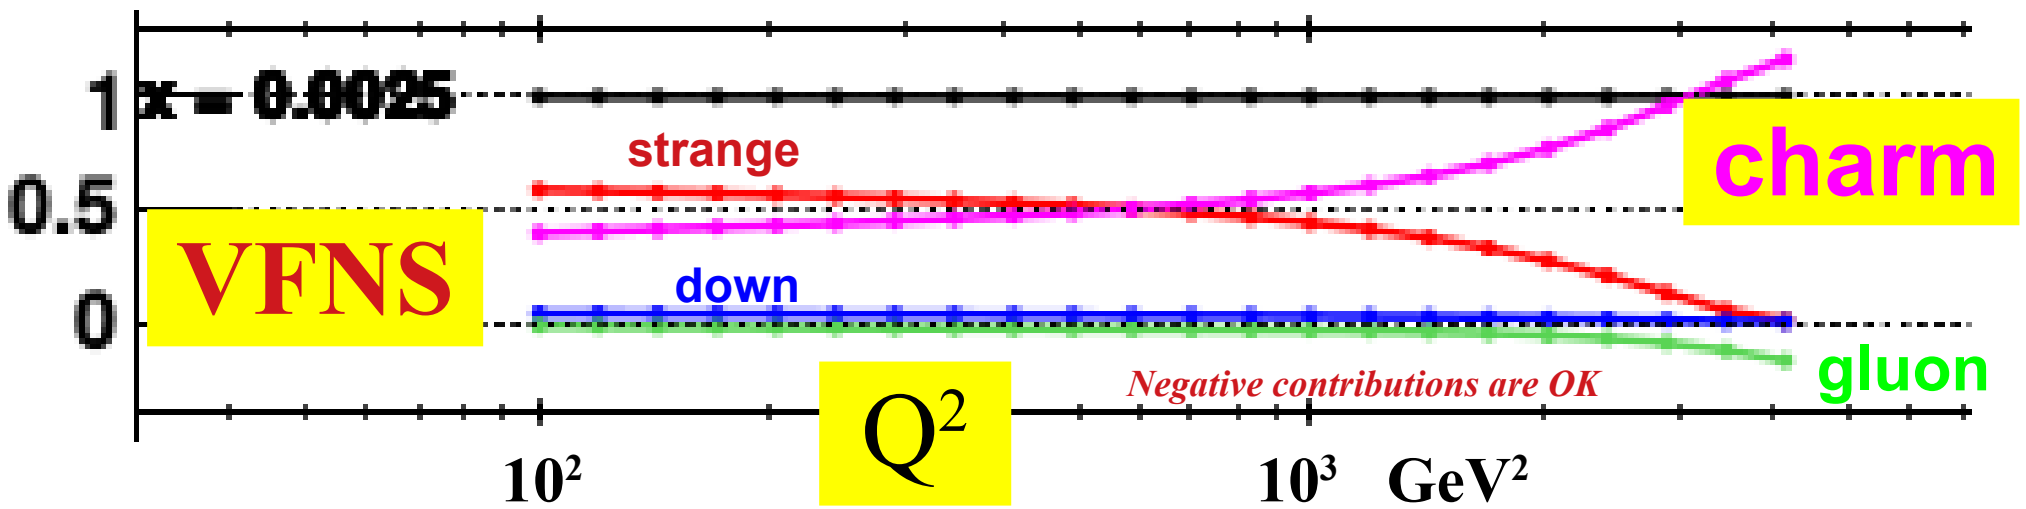 1
x = 0.0025
strange
charm
0.5
VFNS
down
0
gluon
Negative contributions are OK
Q²
10² 10³ GeV²